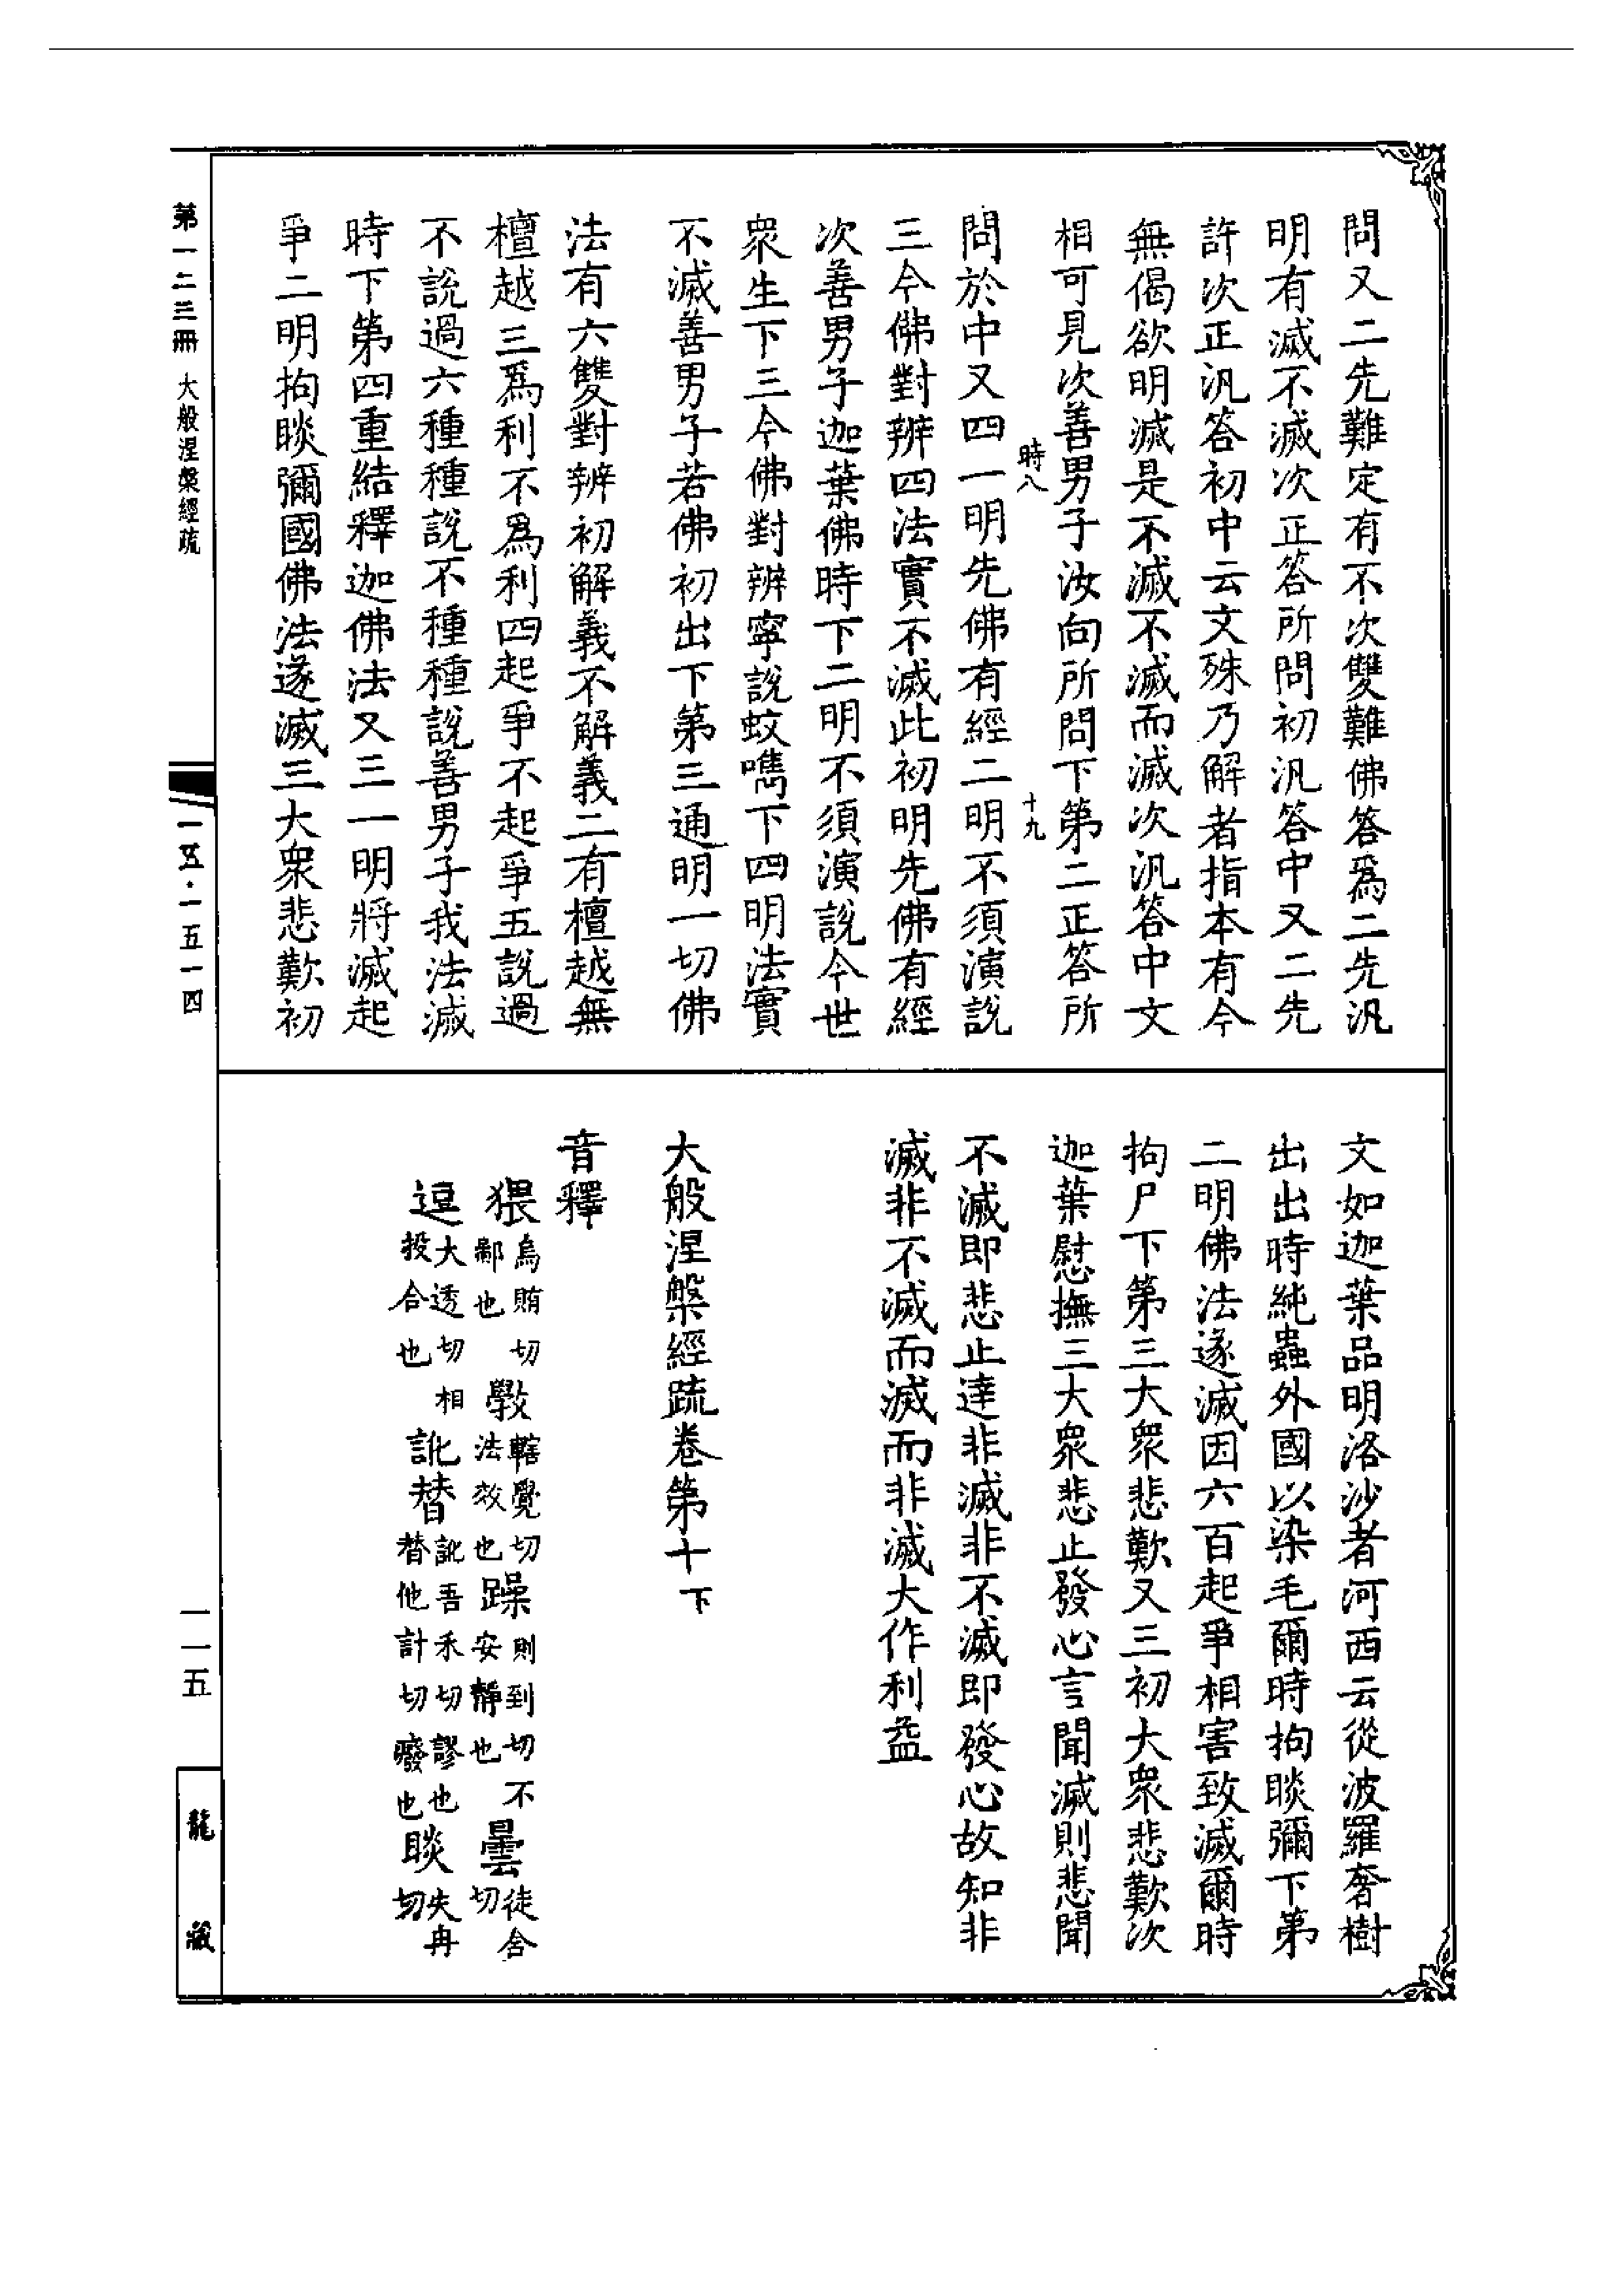 問又二先難定有不次雙難佛答爲二先汎
明有滅不滅次正答所問初汎答中又二先
許次正汎答初中云文殊乃解者指本有今
無偈欲明滅是不滅不滅而滅次汎答中文
相可見次善男子汝向所問下第二正答所
時八
十九
問於中又四一明先佛有經二明不須演說
三今佛對辨四法實不滅此初明先佛有經
次善男子迦葉佛時下二明不須演說今世
衆生下三今佛對辨寧說蚊嘴下四明法實
不滅善男子若佛初出下第三通明一切佛
法有六雙對辨初解義不解義二有檀越無
檀越三爲利不爲利四起爭不起爭五說過
不說過六種種說不種種說善男子我法滅
時下第四重結釋迦佛法又三一明將滅起
爭二明拘睒彌國佛法遂滅三大衆悲歎初
文如迦葉品明洛沙者河西云從波羅奢樹
出出時純蟲外國以染毛爾時拘睒彌下第
二明佛法遂滅因六百起爭相害致滅爾時
拘尸下第三大衆悲歎又三初大衆悲歎次
迦葉慰撫三大衆悲止發心言聞滅則悲聞
不滅即悲止達非滅非不滅即發心故知非
滅非不滅而滅而非滅大作利益
大般涅槃經疏卷第十下
音釋
猥烏賄切鄙也 斆轄覺切法效也 躁則到切不安靜也 曇徒含切
逗大透切相投合也 訛替訛吾禾切謬也替他計切廢也 睒失冉切
第一二三冊 大般涅槃經疏
一五·一五一四
一一五
龍藏